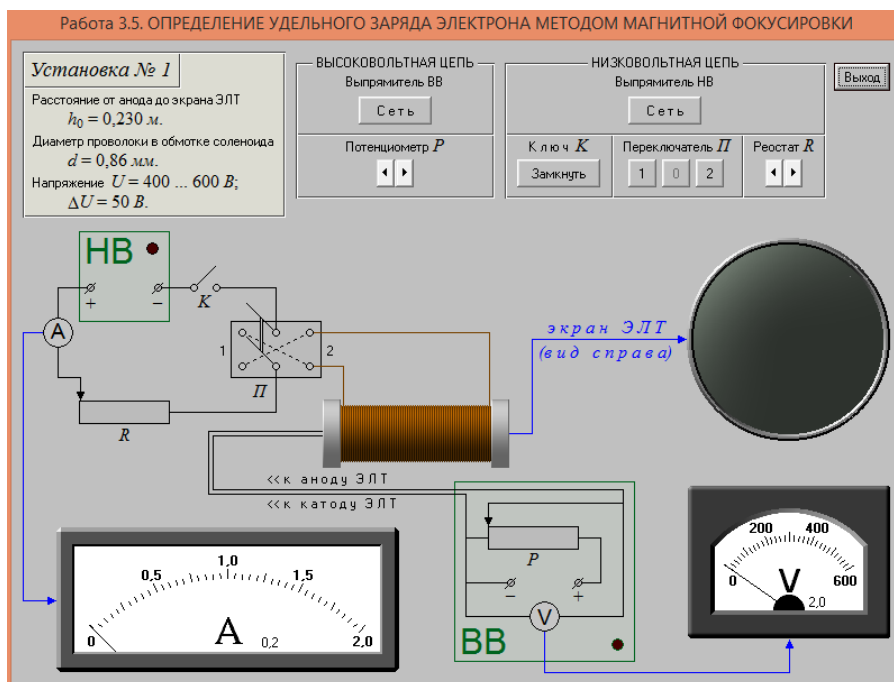 Работа 3.5. ОПРЕДЕЛЕНИЕ УДЕЛЬНОГО ЗАРЯДА ЭЛЕКТРОНА МЕТОДОМ МАГНИТНОЙ ФОКУСИРОВКИ
Установка № 1
Расстояние от анода до экрана ЭЛТ
h₀ = 0,230 м.
Диаметр проволоки в обмотке соленоида
d = 0,86 мм.
Напряжение U = 400 ... 600 В;
ΔU = 50 В.
ВЫСОКОВОЛЬТНАЯ ЦЕПЬ
Выпрямитель ВВ
Сеть
Потенциометр P
НИЗКОВОЛЬТНАЯ ЦЕПЬ
Выпрямитель НВ
Сеть
Ключ K
Замкнуть
Переключатель П
1 0 2
Реостат R
Выход
НВ
+ −
K
A
1 2
П
R
экран ЭЛТ
(вид справа)
<<к аноду ЭЛТ
<<к катоду ЭЛТ
P
− +
V
ВВ
0 0,5 1,0 1,5 2,0
A
0,2
0 200 400 600
V
2,0